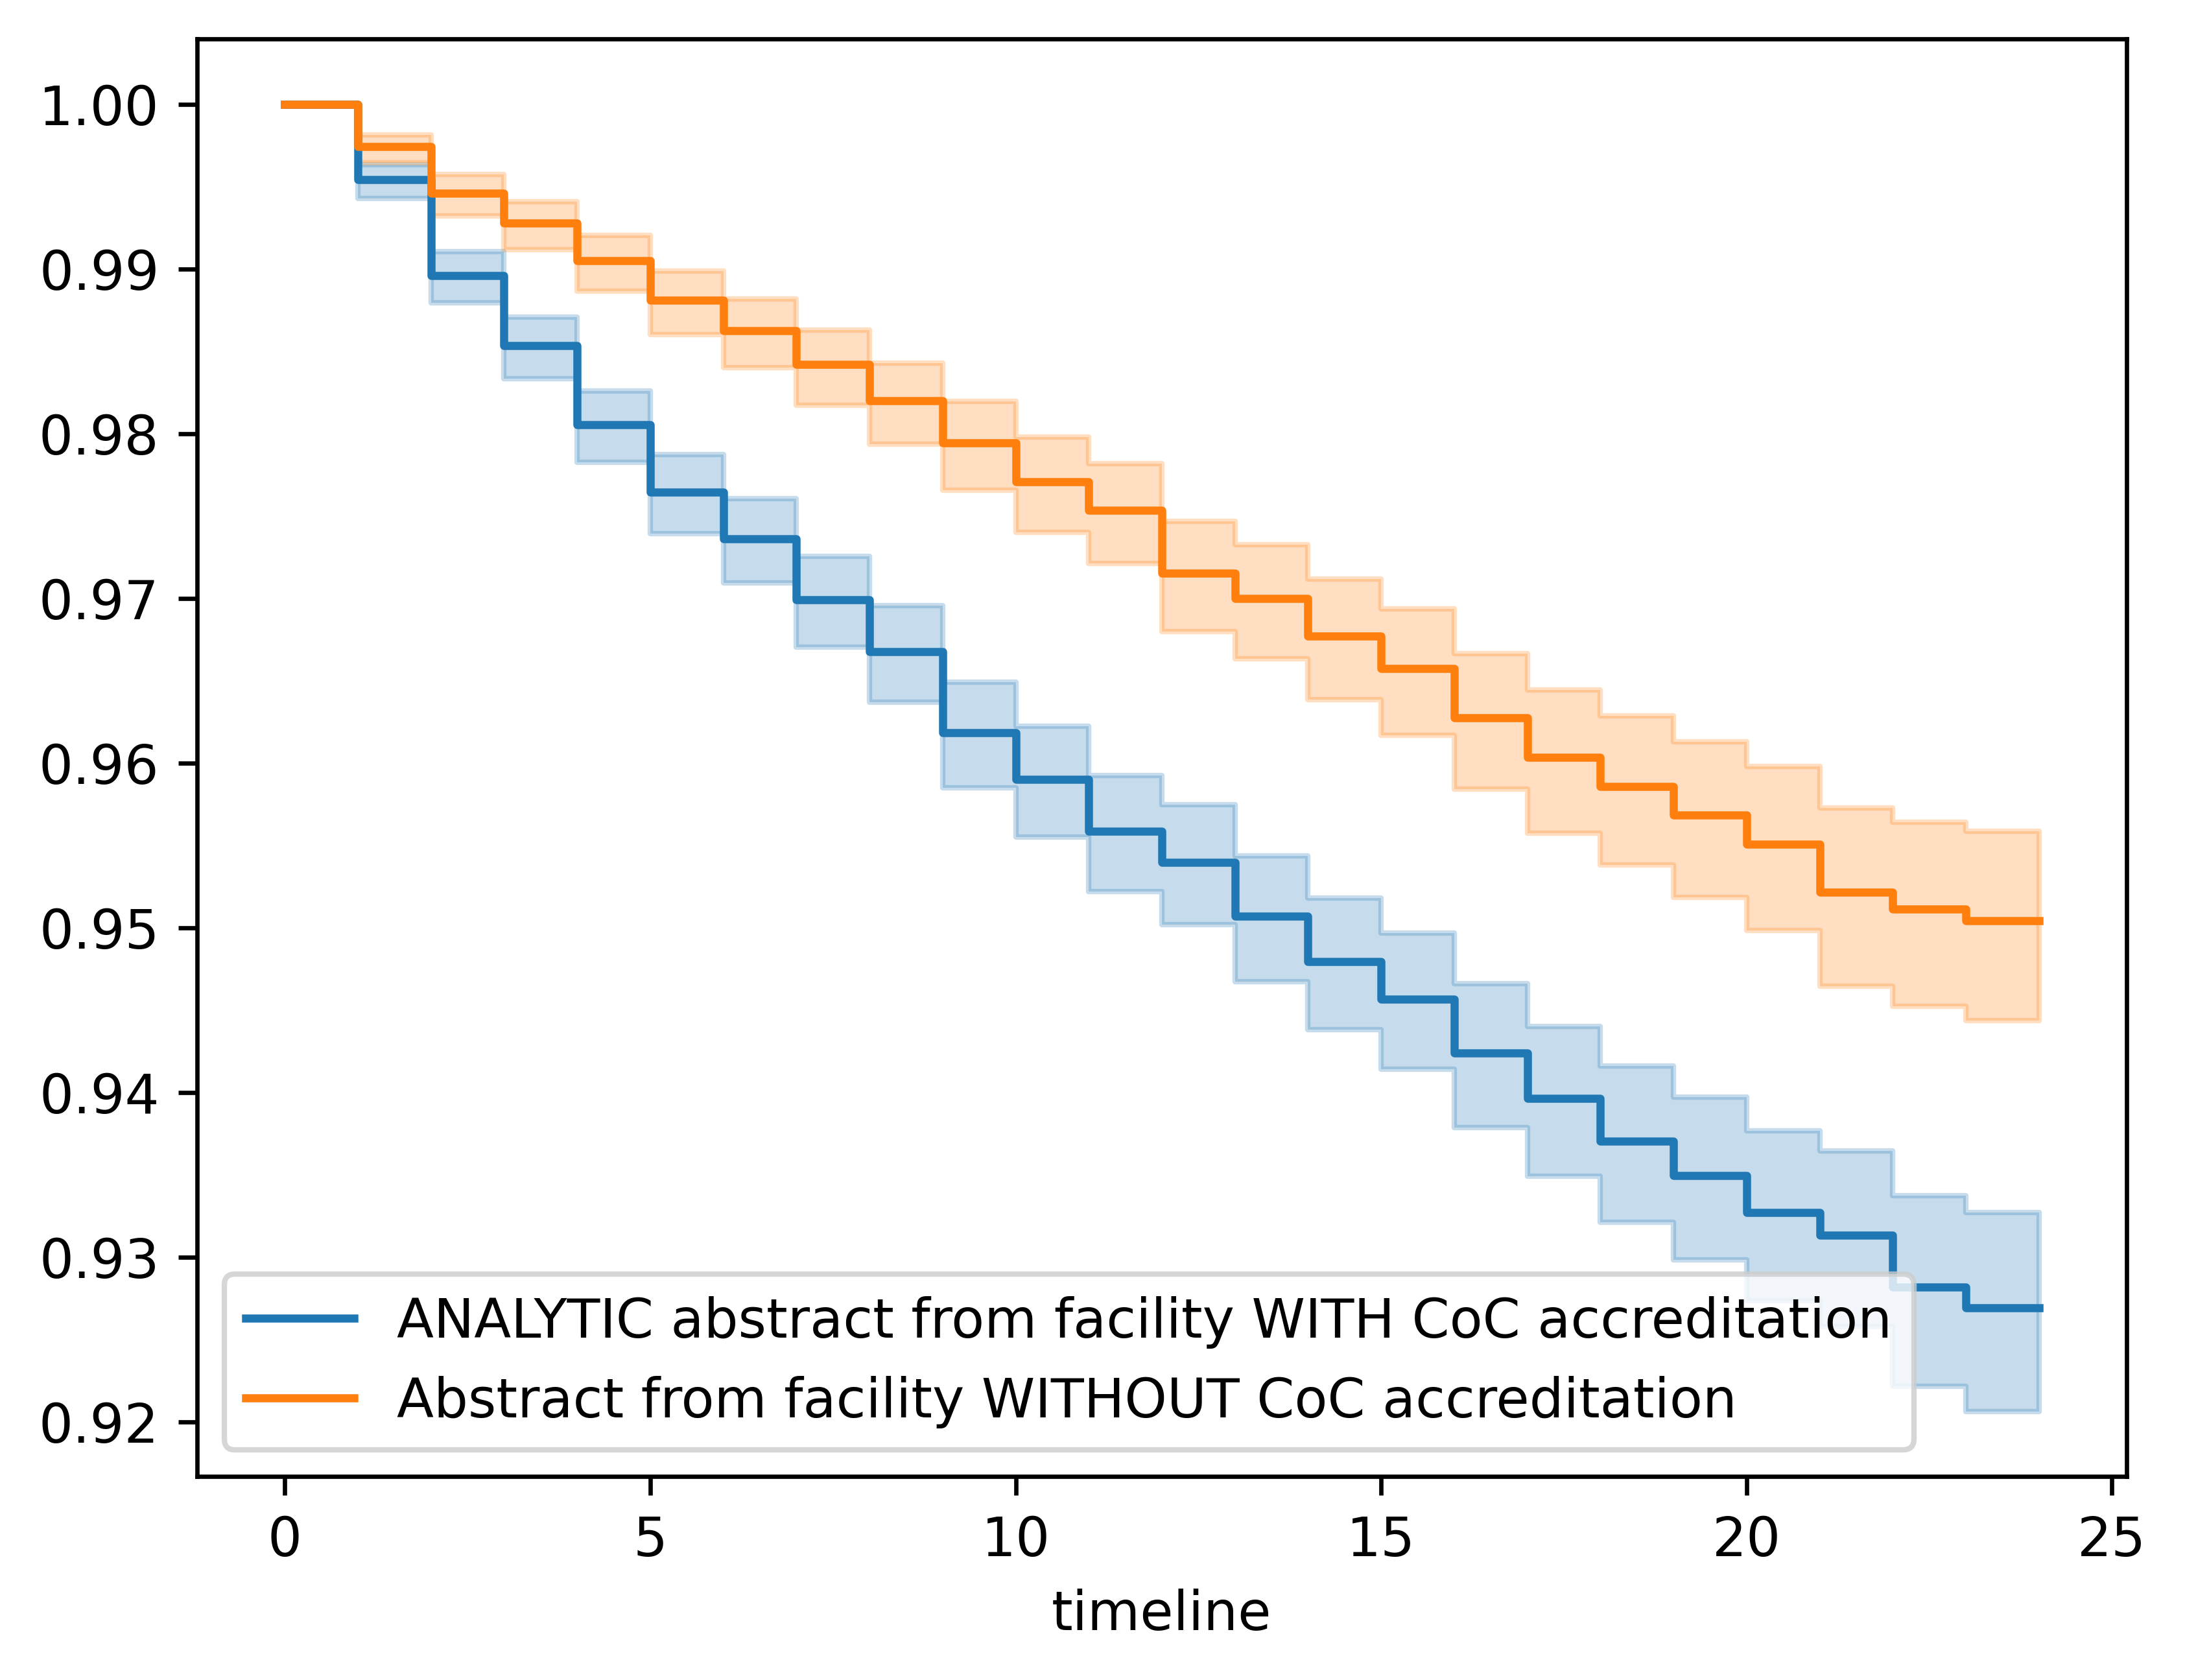 1.00
0.99
0.98
0.97
0.96
0.95
0.94
0.93
0.92
ANALYTIC abstract from facility WITH CoC accreditation
Abstract from facility WITHOUT CoC accreditation
0 5 10 15 20 25
timeline